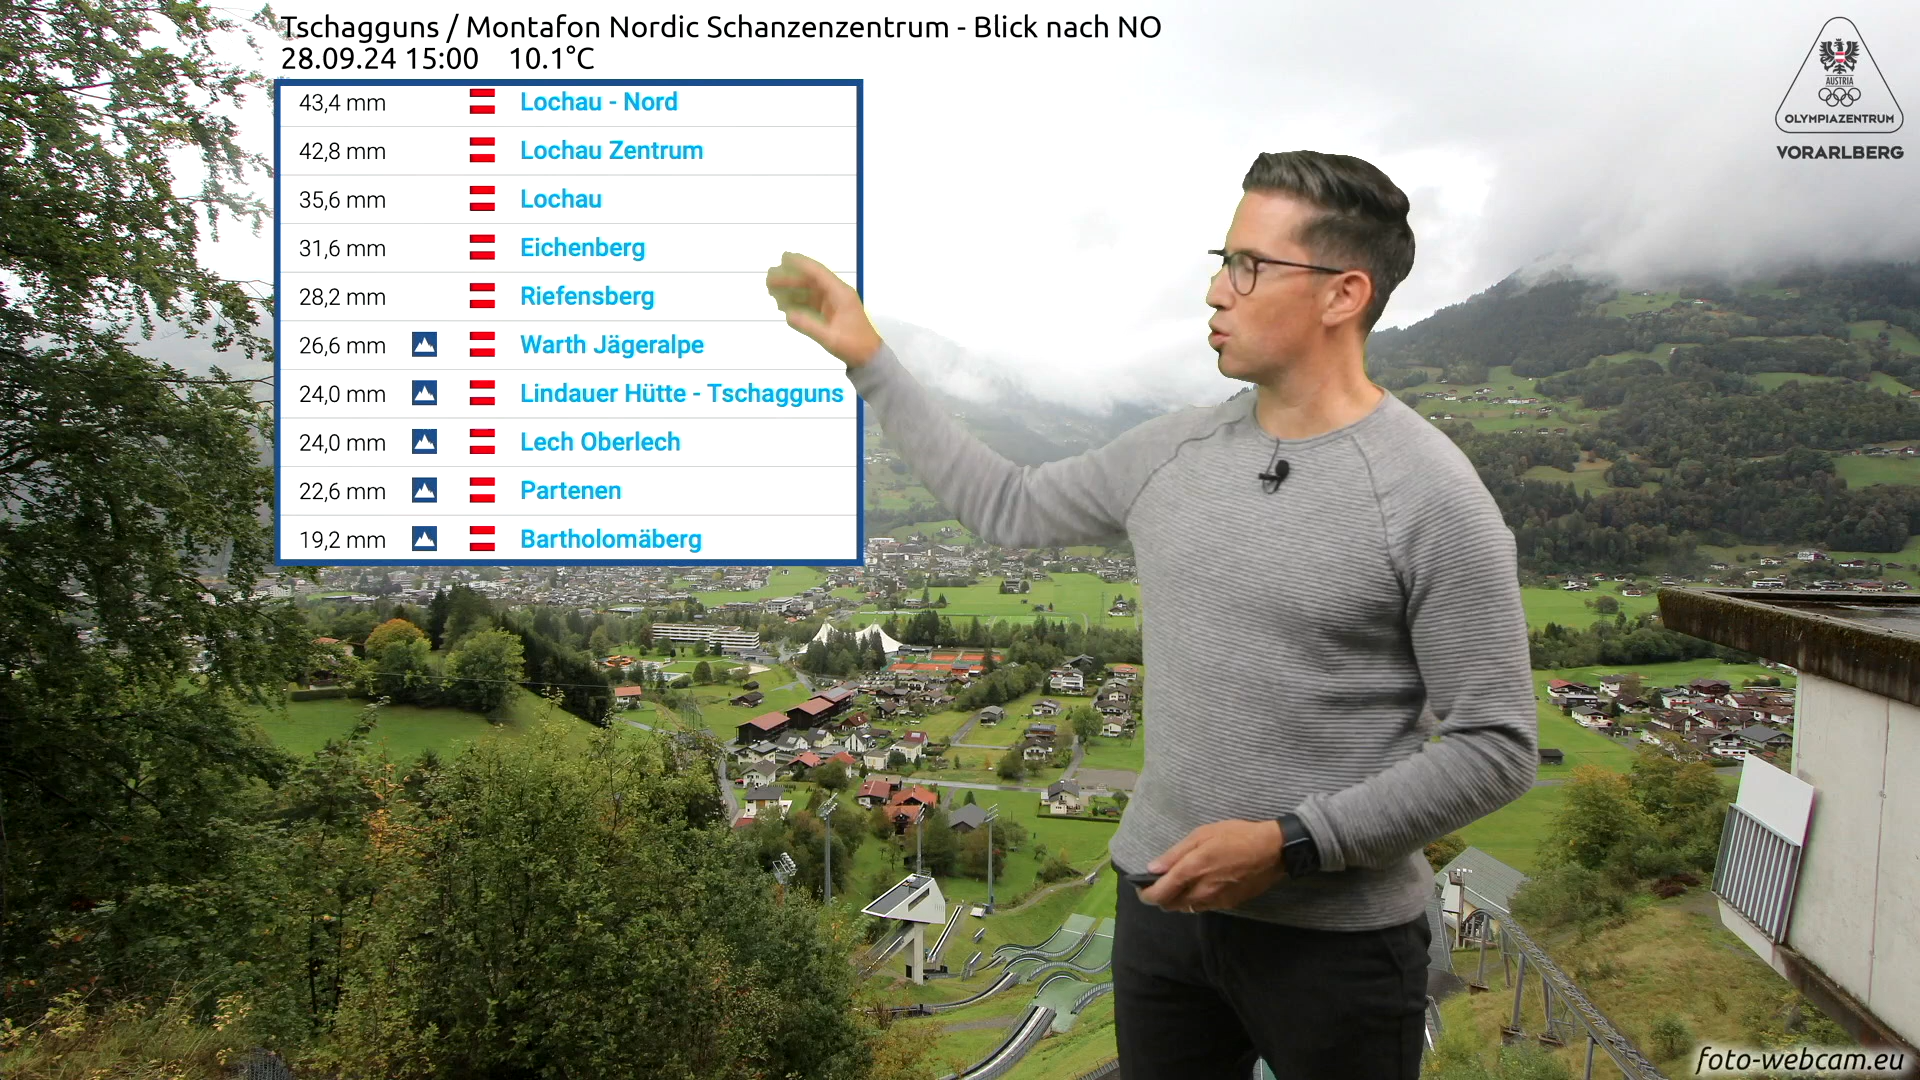 Tschagguns / Montafon Nordic Schanzenzentrum - Blick nach NO
28.09.24 15:00 10.1°C
43,4 mm Lochau - Nord
42,8 mm Lochau Zentrum
35,6 mm Lochau
31,6 mm Eichenberg
28,2 mm Riefensberg
26,6 mm Warth Jägeralpe
24,0 mm Lindauer Hütte - Tschagguns
24,0 mm Lech Oberlech
22,6 mm Partenen
19,2 mm Bartholomäberg
AUSTRIA
OLYMPIAZENTRUM
VORARLBERG
foto-webcam.eu